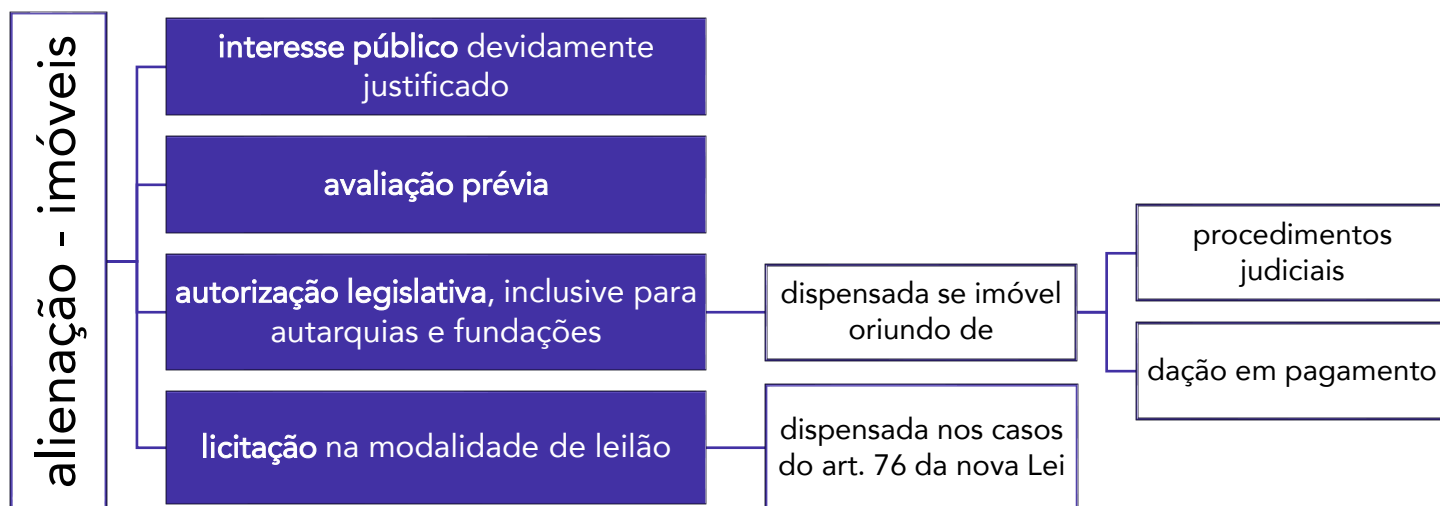 alienação - imóveis
interesse público devidamente
justificado
avaliação prévia
autorização legislativa, inclusive para
autarquias e fundações
dispensada se imóvel
oriundo de
procedimentos
judiciais
dação em pagamento
licitação na modalidade de leilão
dispensada nos casos
do art. 76 da nova Lei